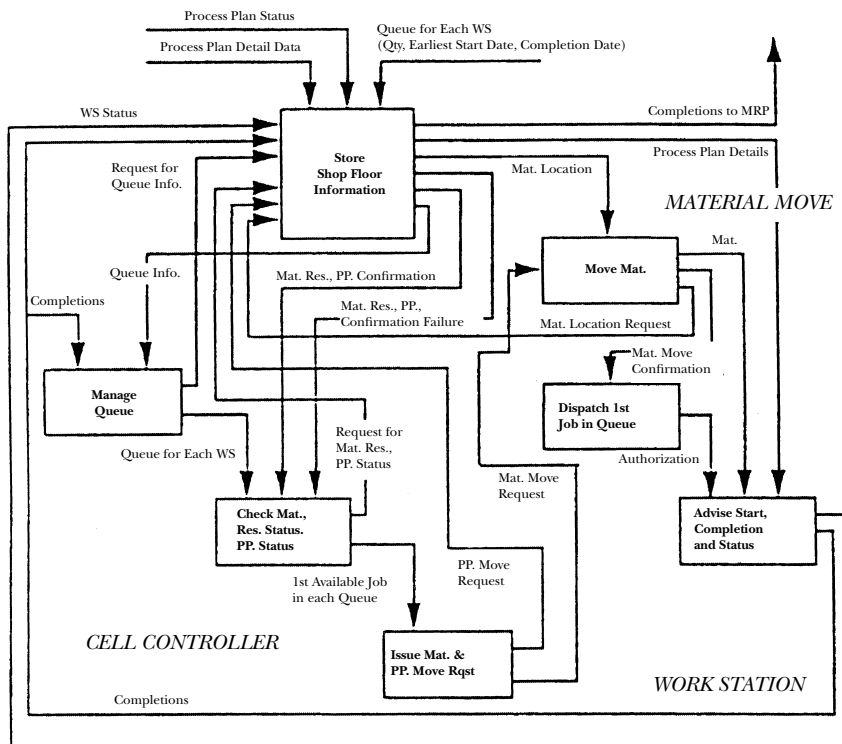 Process Plan Status
Process Plan Detail Data
Queue for Each WS
(Qty, Earliest Start Date, Completion Date)
WS Status
Completions to MRP
Store
Shop Floor
Information
Process Plan Details
Request for
Queue Info.
Mat. Location
MATERIAL MOVE
Mat.
Move Mat.
Queue Info.
Mat. Res., PP. Confirmation
Completions
Mat. Res., PP.,
Confirmation Failure
Mat. Location Request
Mat. Move
Confirmation
Manage
Queue
Dispatch 1st
Job in Queue
Request for
Mat. Res.,
PP. Status
Queue for Each WS
Authorization
Mat. Move
Request
Check Mat.,
Res. Status.
PP. Status
Advise Start,
Completion
and Status
PP. Move
Request
1st Available Job
in each Queue
CELL CONTROLLER
Issue Mat. &
PP. Move Rqst
WORK STATION
Completions